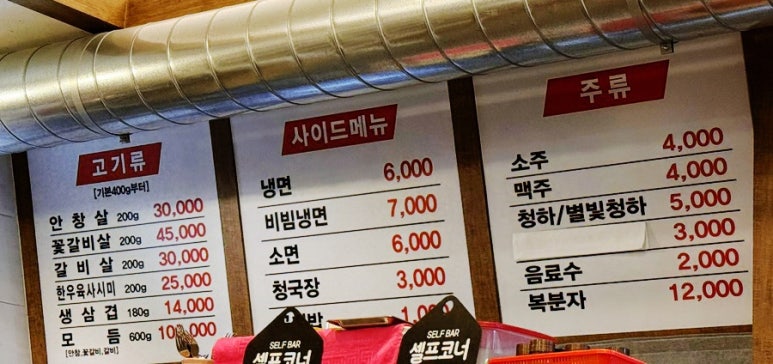 고기류
[기본400g부터]
안창살 200g 30,000
꽃갈비살 200g 45,000
갈비살 200g 30,000
한우육사시미 200g 25,000
생삼겹 180g 14,000
모듬 600g 100,000
[안창,꽃갈비,갈비]
사이드메뉴
냉면 6,000
비빔냉면 7,000
소면 6,000
청국장 3,000
주류
소주 4,000
맥주 4,000
청하/별빛청하 5,000
3,000
음료수 2,000
복분자 12,000
SELF BAR
셀프코너
SELF BAR
셀프코너